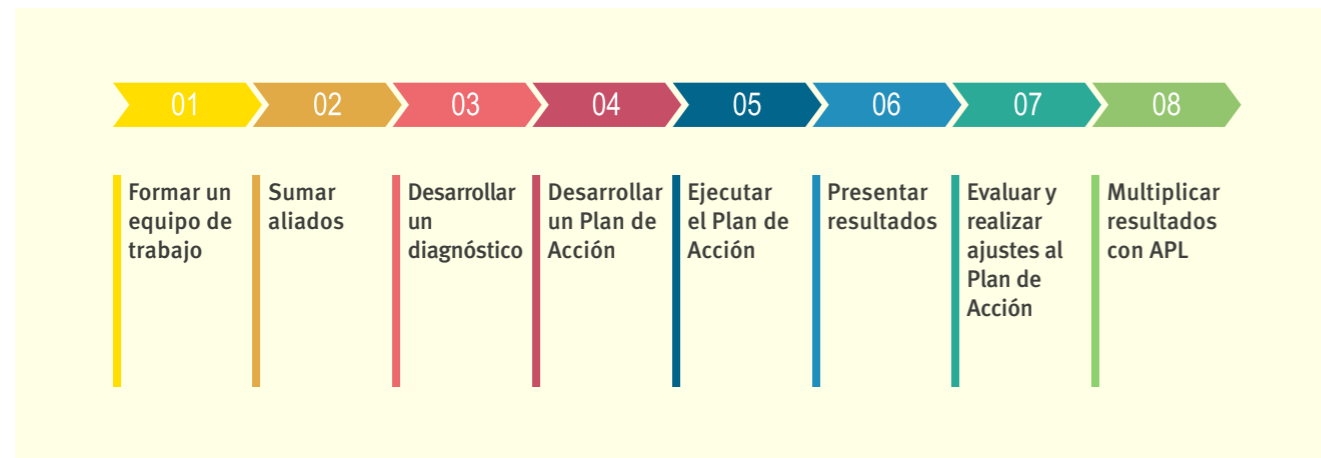 01
02
03
04
05
06
07
08
Formar un
equipo de
trabajo
Sumar
aliados
Desarrollar
un
diagnóstico
Desarrollar
un Plan de
Acción
Ejecutar
el Plan de
Acción
Presentar
resultados
Evaluar y
realizar
ajustes al
Plan de
Acción
Multiplicar
resultados
con APL